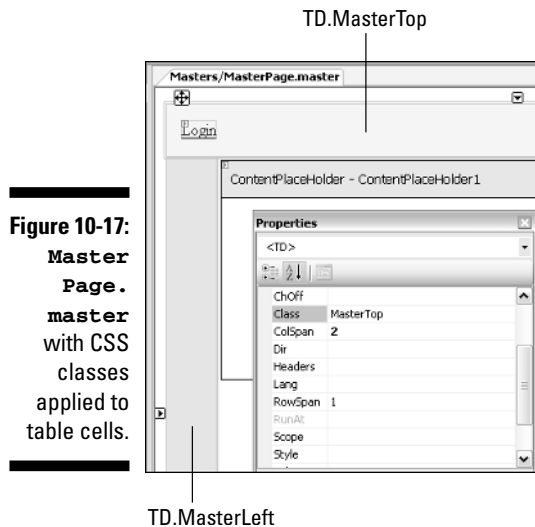 TD.MasterTop
Masters/MasterPage.master
Login
ContentPlaceHolder - ContentPlaceHolder1
Figure 10-17:
Master
Page.
master
with CSS
classes
applied to
table cells.
Properties
<TD>
ChOff
Class MasterTop
ColSpan 2
Dir
Headers
Lang
RowSpan 1
RunAt
Scope
Style
TD.MasterLeft